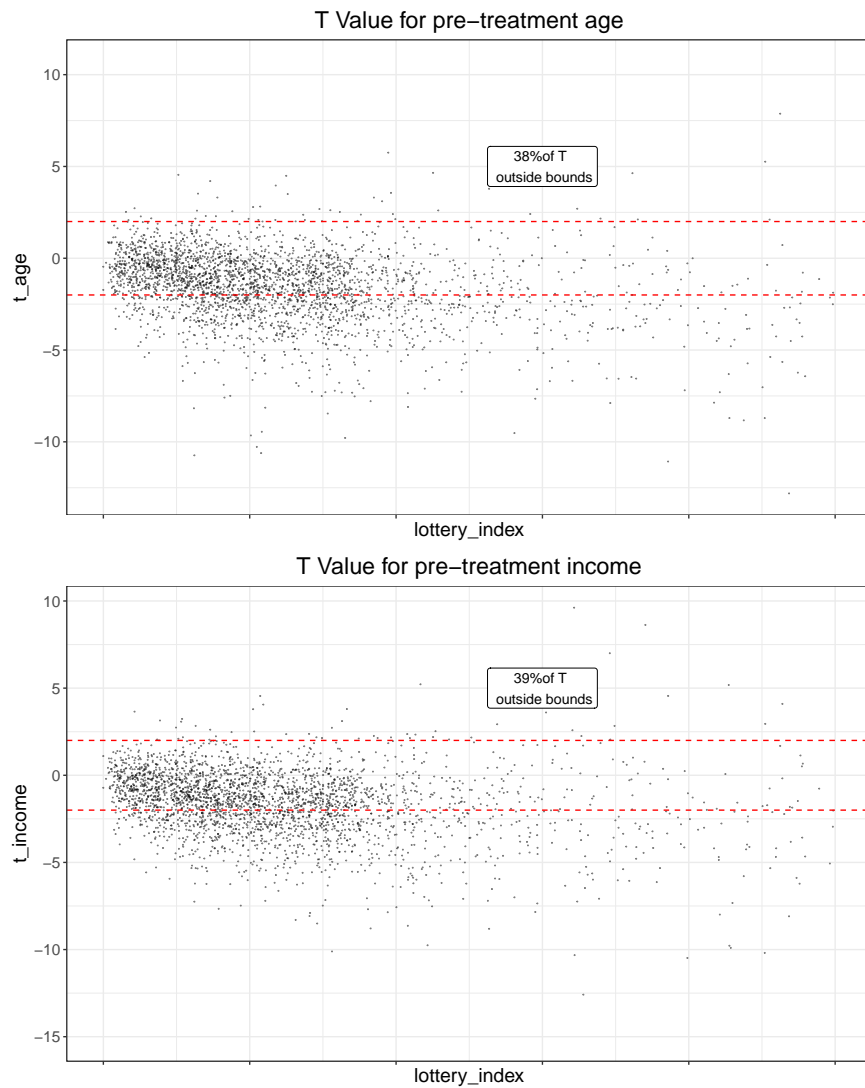 T Value for pre−treatment age
10
5
0
−5
−10
t_age
38%of T
outside bounds
lottery_index
T Value for pre−treatment income
10
5
0
−5
−10
−15
t_income
39%of T
outside bounds
lottery_index